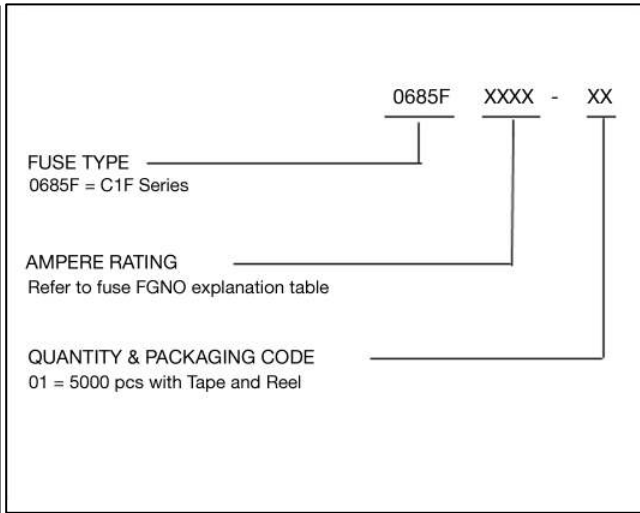 0685F XXXX - XX
FUSE TYPE
0685F = C1F Series
AMPERE RATING
Refer to fuse FGNO explanation table
QUANTITY & PACKAGING CODE
01 = 5000 pcs with Tape and Reel